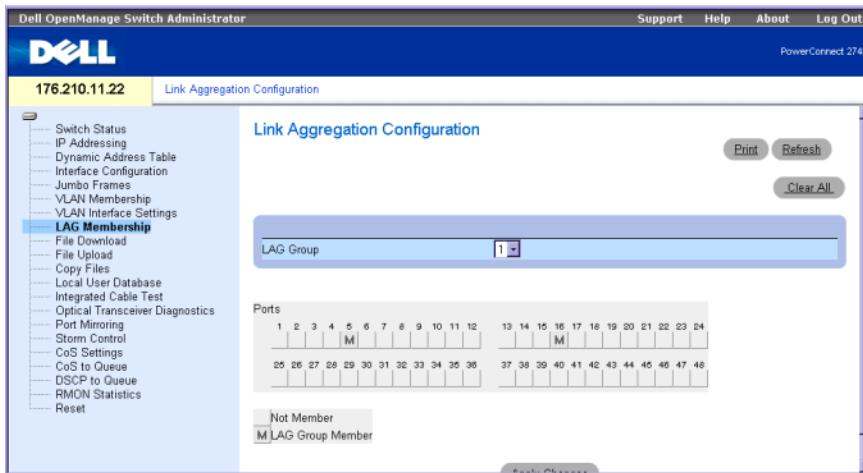 Dell OpenManage Switch Administrator
Support Help About Log Out
DELL
PowerConnect 274
176.210.11.22
Link Aggregation Configuration
Switch Status
IP Addressing
Dynamic Address Table
Interface Configuration
Jumbo Frames
VLAN Membership
VLAN Interface Settings
LAG Membership
File Download
File Upload
Copy Files
Local User Database
Integrated Cable Test
Optical Transceiver Diagnostics
Port Mirroring
Storm Control
CoS Settings
CoS to Queue
DSCP to Queue
RMON Statistics
Reset
Link Aggregation Configuration
Print Refresh
Clear All
LAG Group 1
Ports
1 2 3 4 5 6 7 8 9 10 11 12 13 14 15 16 17 18 19 20 21 22 23 24
M M
25 26 27 28 29 30 31 32 33 34 35 36 37 38 39 40 41 42 43 44 45 46 47 48
Not Member
M LAG Group Member
Apply Changes